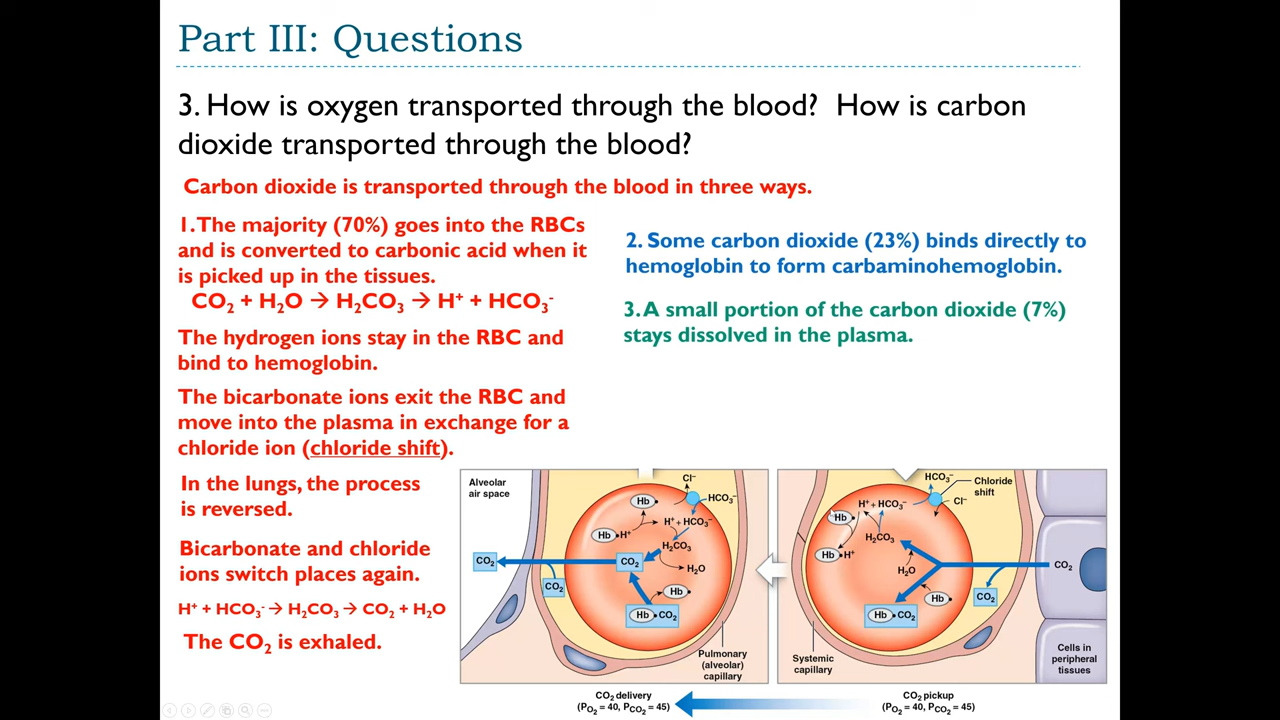 Part III: Questions
3. How is oxygen transported through the blood? How is carbon
dioxide transported through the blood?
Carbon dioxide is transported through the blood in three ways.
1. The majority (70%) goes into the RBCs
and is converted to carbonic acid when it
is picked up in the tissues.
CO₂ + H₂O → H₂CO₃ → H⁺ + HCO₃⁻
The hydrogen ions stay in the RBC and
bind to hemoglobin.
The bicarbonate ions exit the RBC and
move into the plasma in exchange for a
chloride ion (chloride shift).
In the lungs, the process
is reversed.
Bicarbonate and chloride
ions switch places again.
H⁺ + HCO₃⁻ → H₂CO₃ → CO₂ + H₂O
The CO₂ is exhaled.
2. Some carbon dioxide (23%) binds directly to
hemoglobin to form carbaminohemoglobin.
3. A small portion of the carbon dioxide (7%)
stays dissolved in the plasma.
Alveolar
air space
Cl⁻
HCO₃⁻
Hb
H⁺ + HCO₃⁻
Hb H⁺
H₂CO₃
CO₂
CO₂
H₂O
CO₂
Hb
Hb CO₂
Pulmonary
(alveolar)
capillary
HCO₃⁻
Chloride
shift
Cl⁻
H⁺ + HCO₃⁻
Hb
H₂CO₃
Hb H⁺
H₂O
CO₂
Hb
CO₂
Hb CO₂
Systemic
capillary
Cells in
peripheral
tissues
CO₂ delivery
(P_O₂ = 40, P_CO₂ = 45)
CO₂ pickup
(P_O₂ = 40, P_CO₂ = 45)